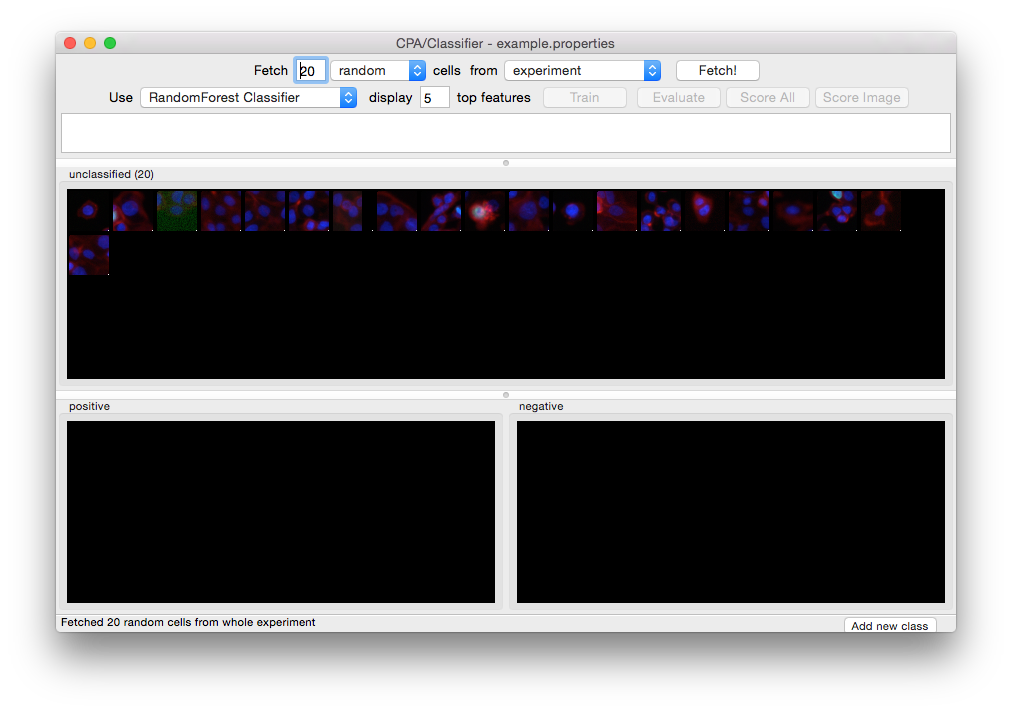 CPA/Classifier - example.properties
Fetch 20 random cells from experiment Fetch!
Use RandomForest Classifier display 5 top features Train Evaluate Score All Score Image
unclassified (20)
positive negative
Fetched 20 random cells from whole experiment Add new class